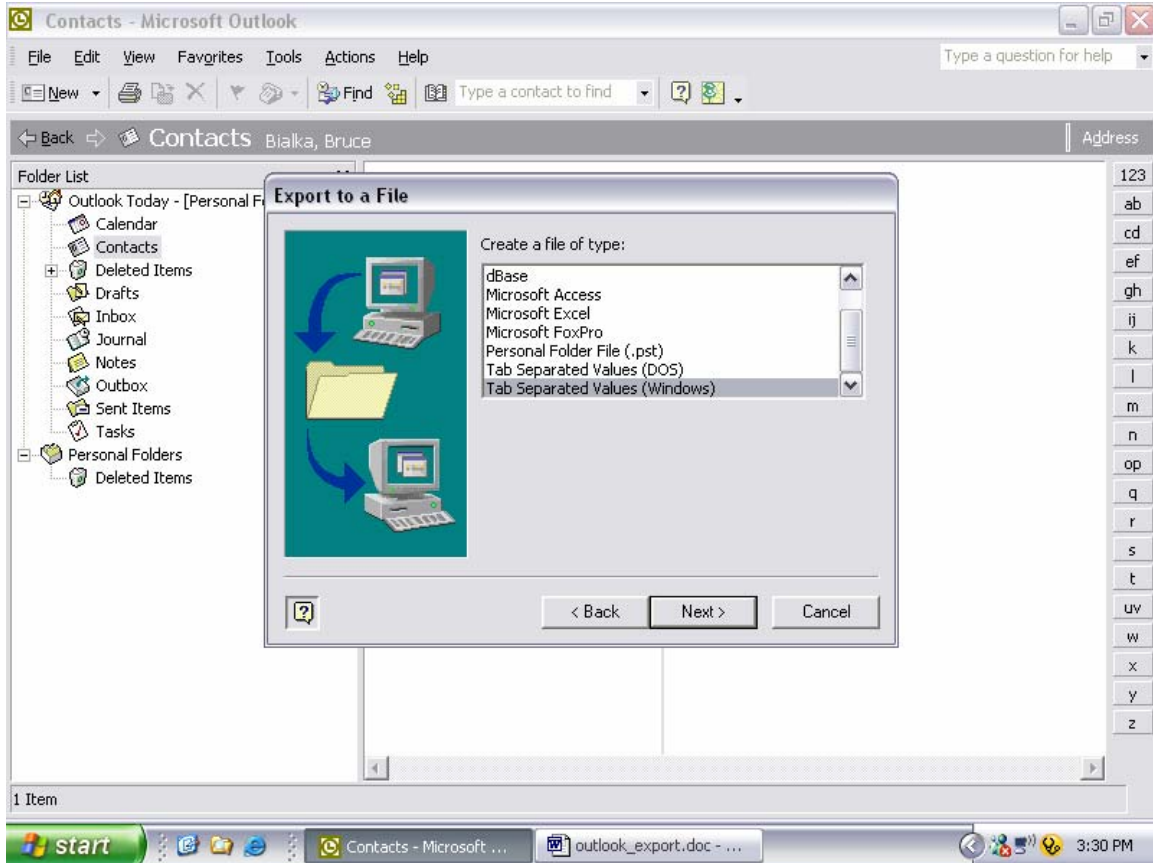 Contacts - Microsoft Outlook
File Edit View Favorites Tools Actions Help Type a question for help
New Find Type a contact to find
Back Contacts Bialka, Bruce Address
Folder List
Outlook Today - [Personal F
Calendar
Contacts
Deleted Items
Drafts
Inbox
Journal
Notes
Outbox
Sent Items
Tasks
Personal Folders
Deleted Items
Export to a File
Create a file of type:
dBase
Microsoft Access
Microsoft Excel
Microsoft FoxPro
Personal Folder File (.pst)
Tab Separated Values (DOS)
Tab Separated Values (Windows)
< Back Next > Cancel
123
ab
cd
ef
gh
ij
k
l
m
n
op
q
r
s
t
uv
w
x
y
z
1 Item
start Contacts - Microsoft ... outlook_export.doc - ... 3:30 PM